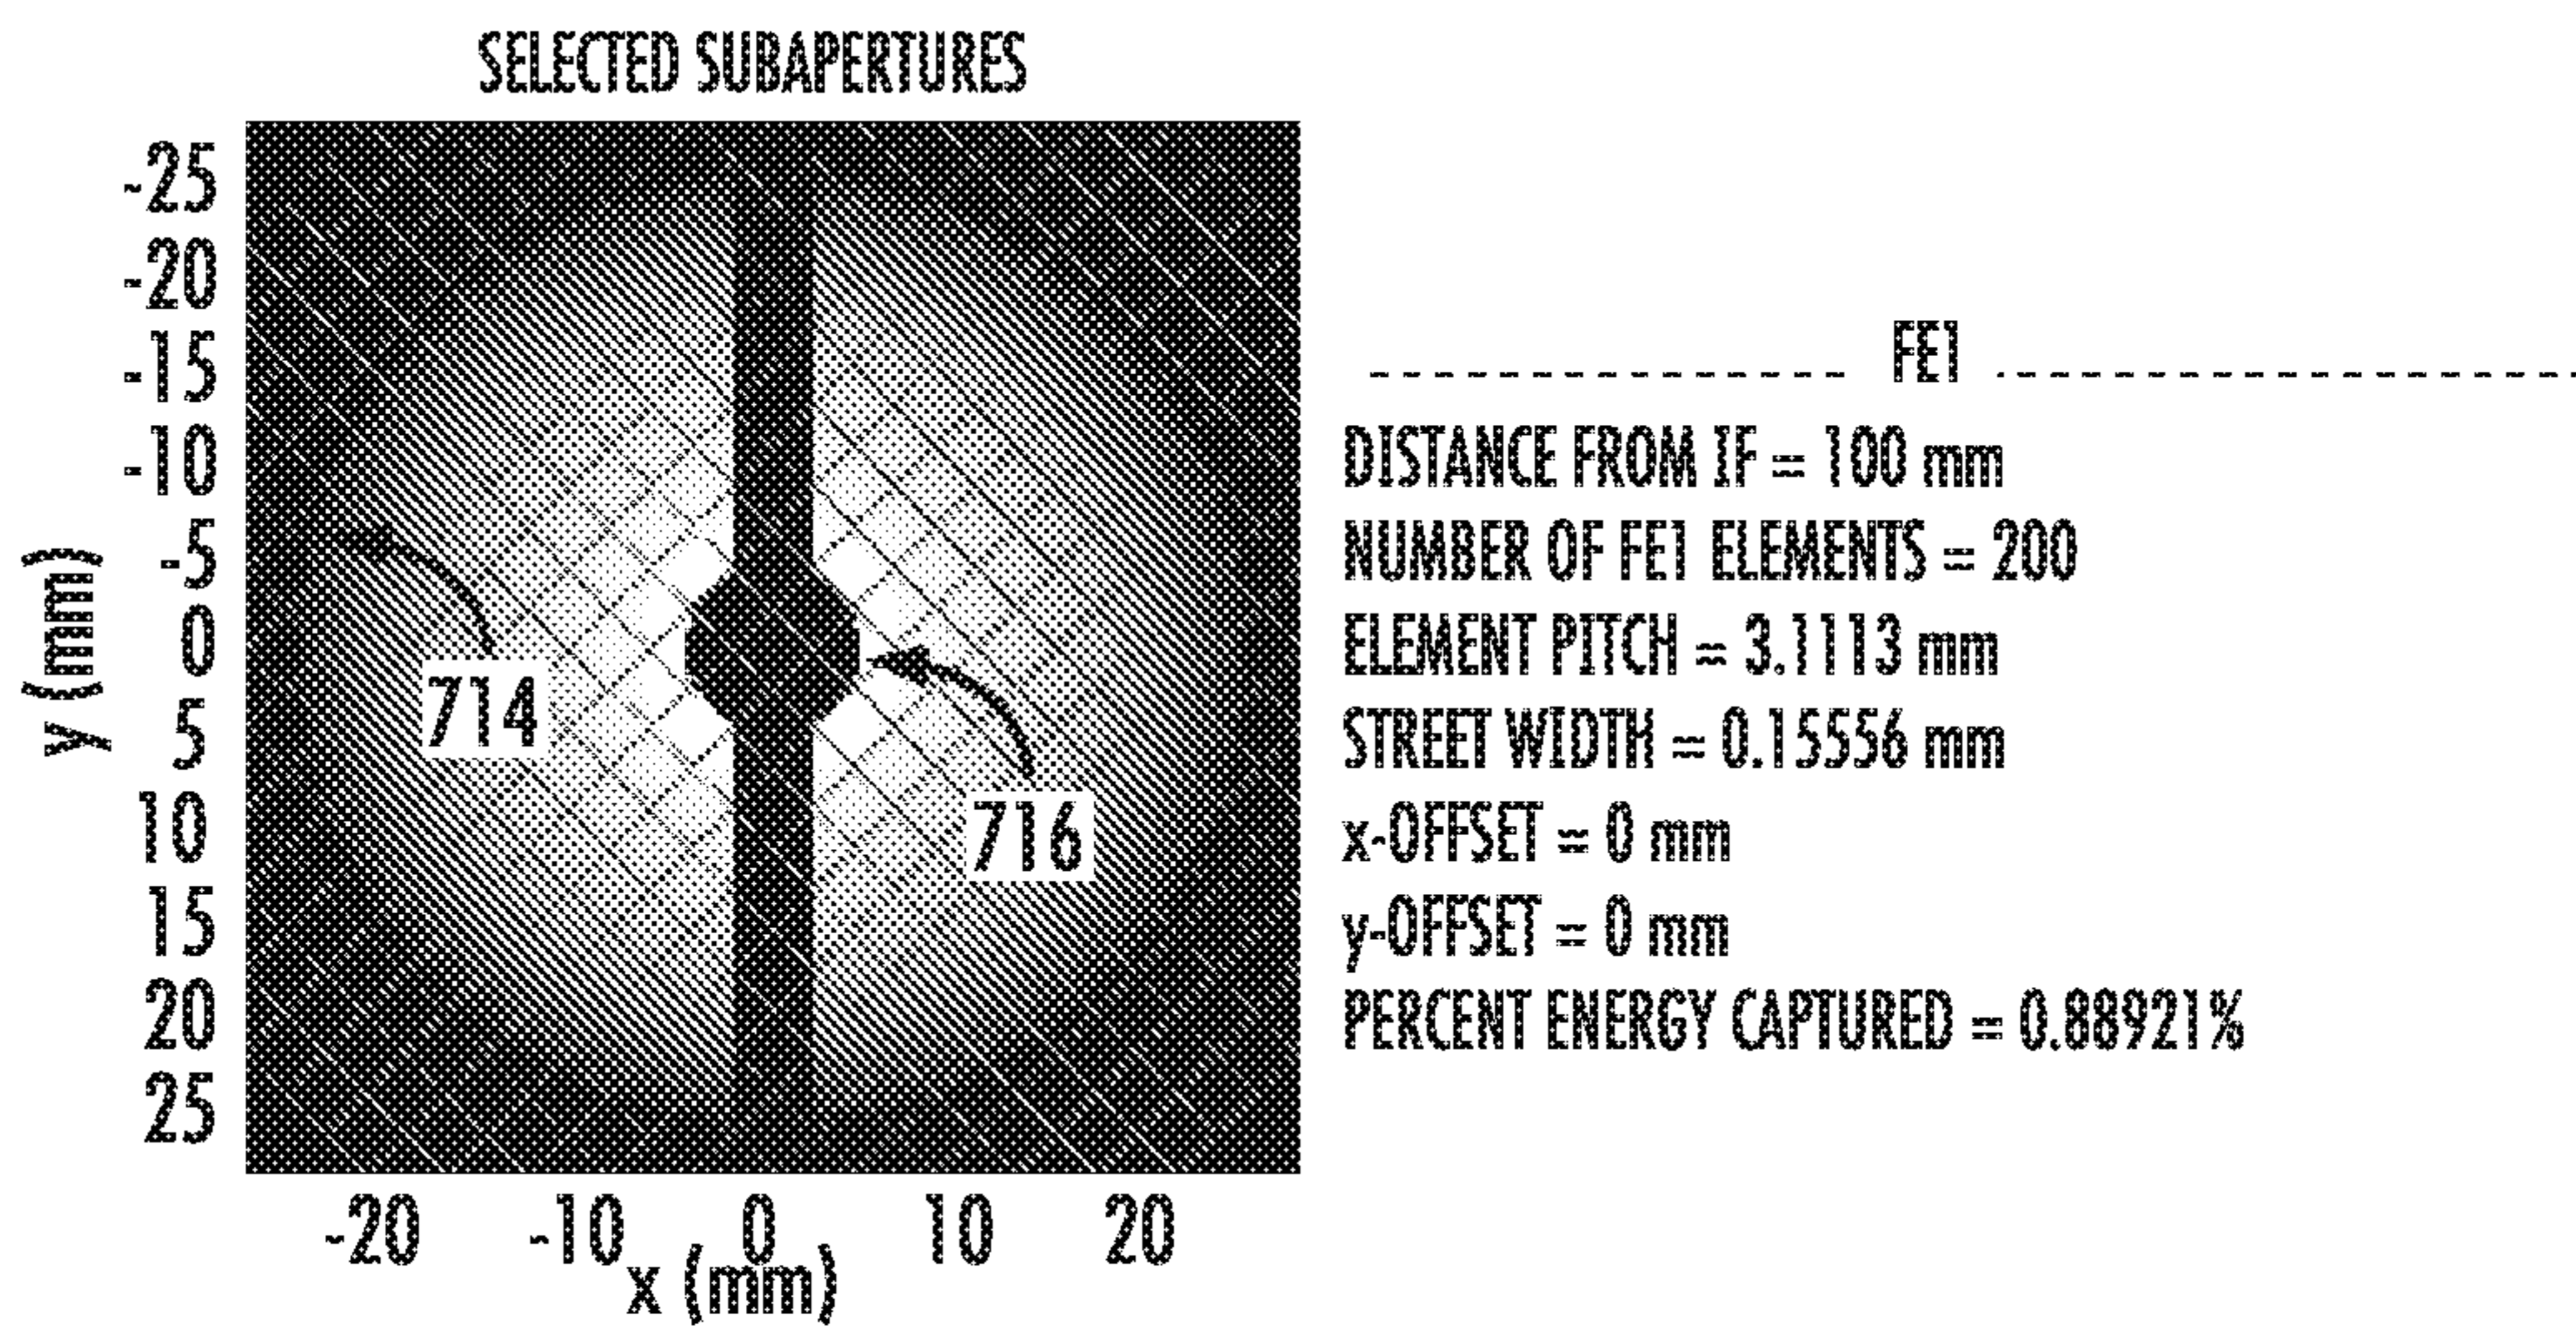 SELECTED SUBAPERTURES
-25
-20
-15
-10
-5
0
5
10
15
20
25
y (mm)
714
716
-20 -10 0 10 20
x (mm)
FE1
DISTANCE FROM IF = 100 mm
NUMBER OF FE1 ELEMENTS = 200
ELEMENT PITCH = 3.1113 mm
STREET WIDTH = 0.15556 mm
x-OFFSET = 0 mm
y-OFFSET = 0 mm
PERCENT ENERGY CAPTURED = 0.88921%